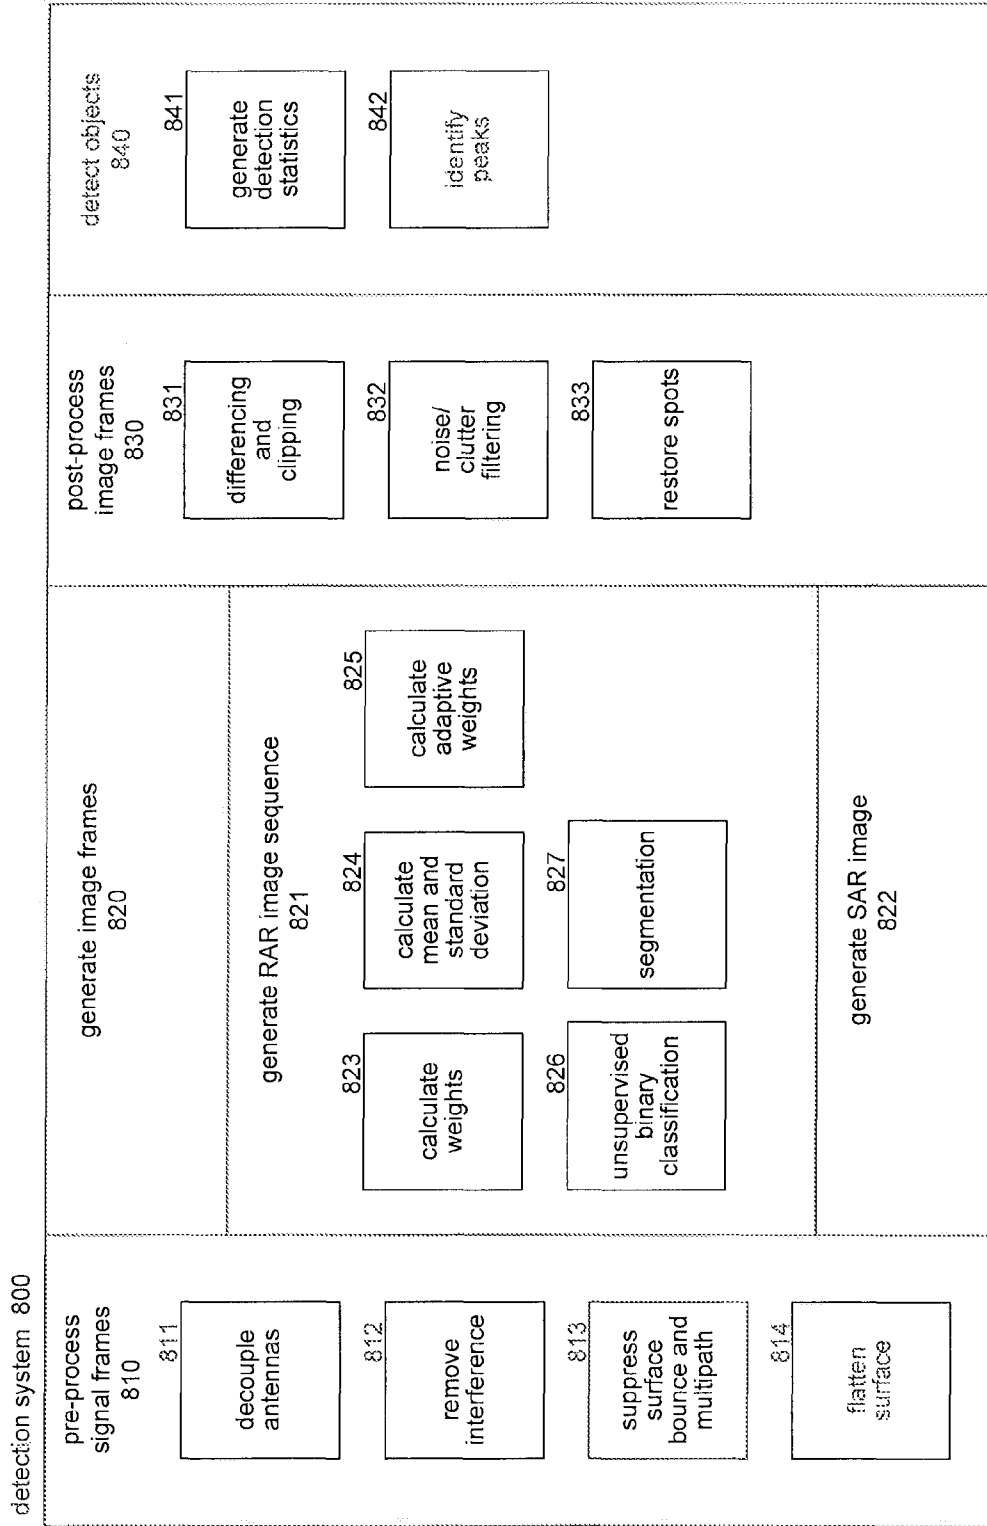 detection system 800
pre-process
signal frames
810
811
decouple
antennas
812
remove
interference
813
suppress
surface
bounce and
multipath
814
flatten
surface
generate image frames
820
generate RAR image sequence
821
823
calculate
weights
824
calculate
mean and
standard
deviation
825
calculate
adaptive
weights
826
unsupervised
binary
classification
827
segmentation
generate SAR image
822
post-process
image frames
830
831
differencing
and
clipping
832
noise/
clutter
filtering
833
restore spots
detect objects
840
841
generate
detection
statistics
842
identify
peaks